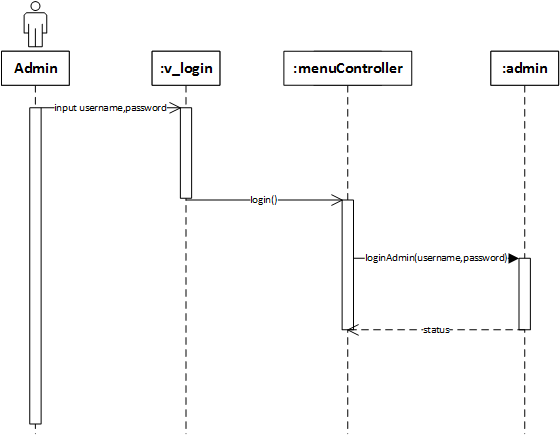 Admin
:v_login
:menuController
:admin
input username,password
login()
loginAdmin(username,password)
status